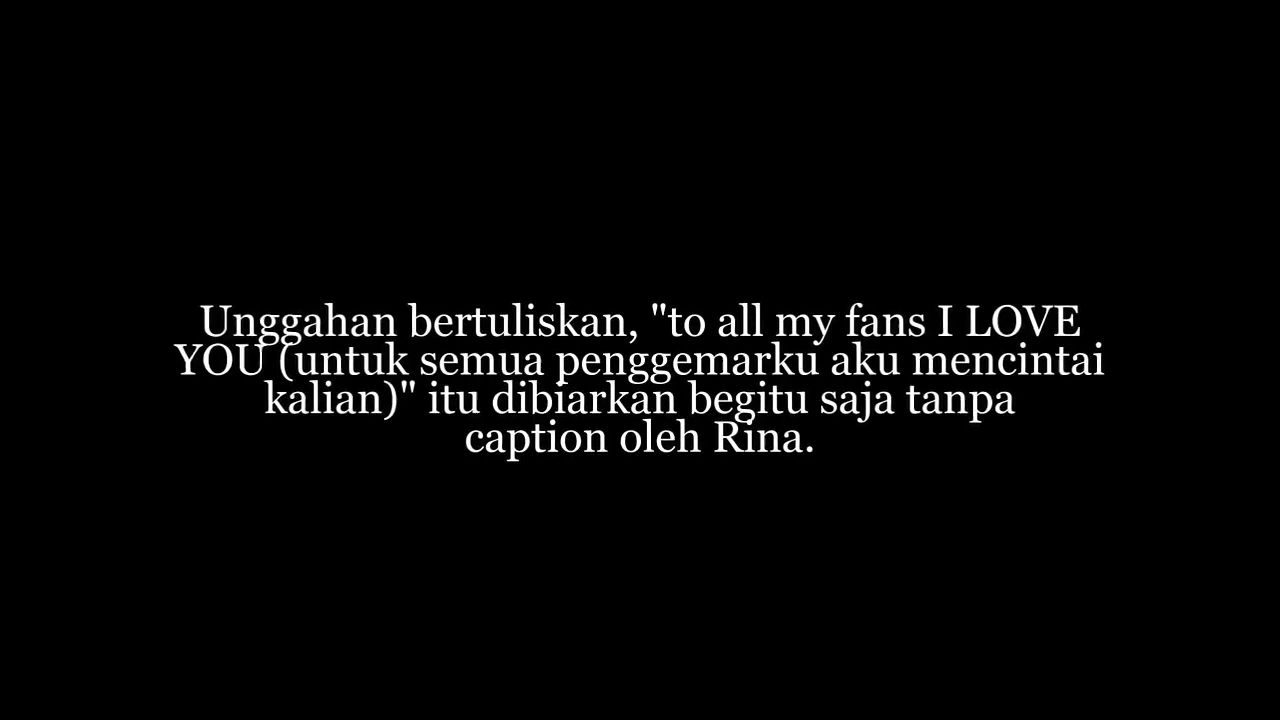 Unggahan bertuliskan, "to all my fans I LOVE
YOU (untuk semua penggemarku aku mencintai
kalian)" itu dibiarkan begitu saja tanpa
caption oleh Rina.